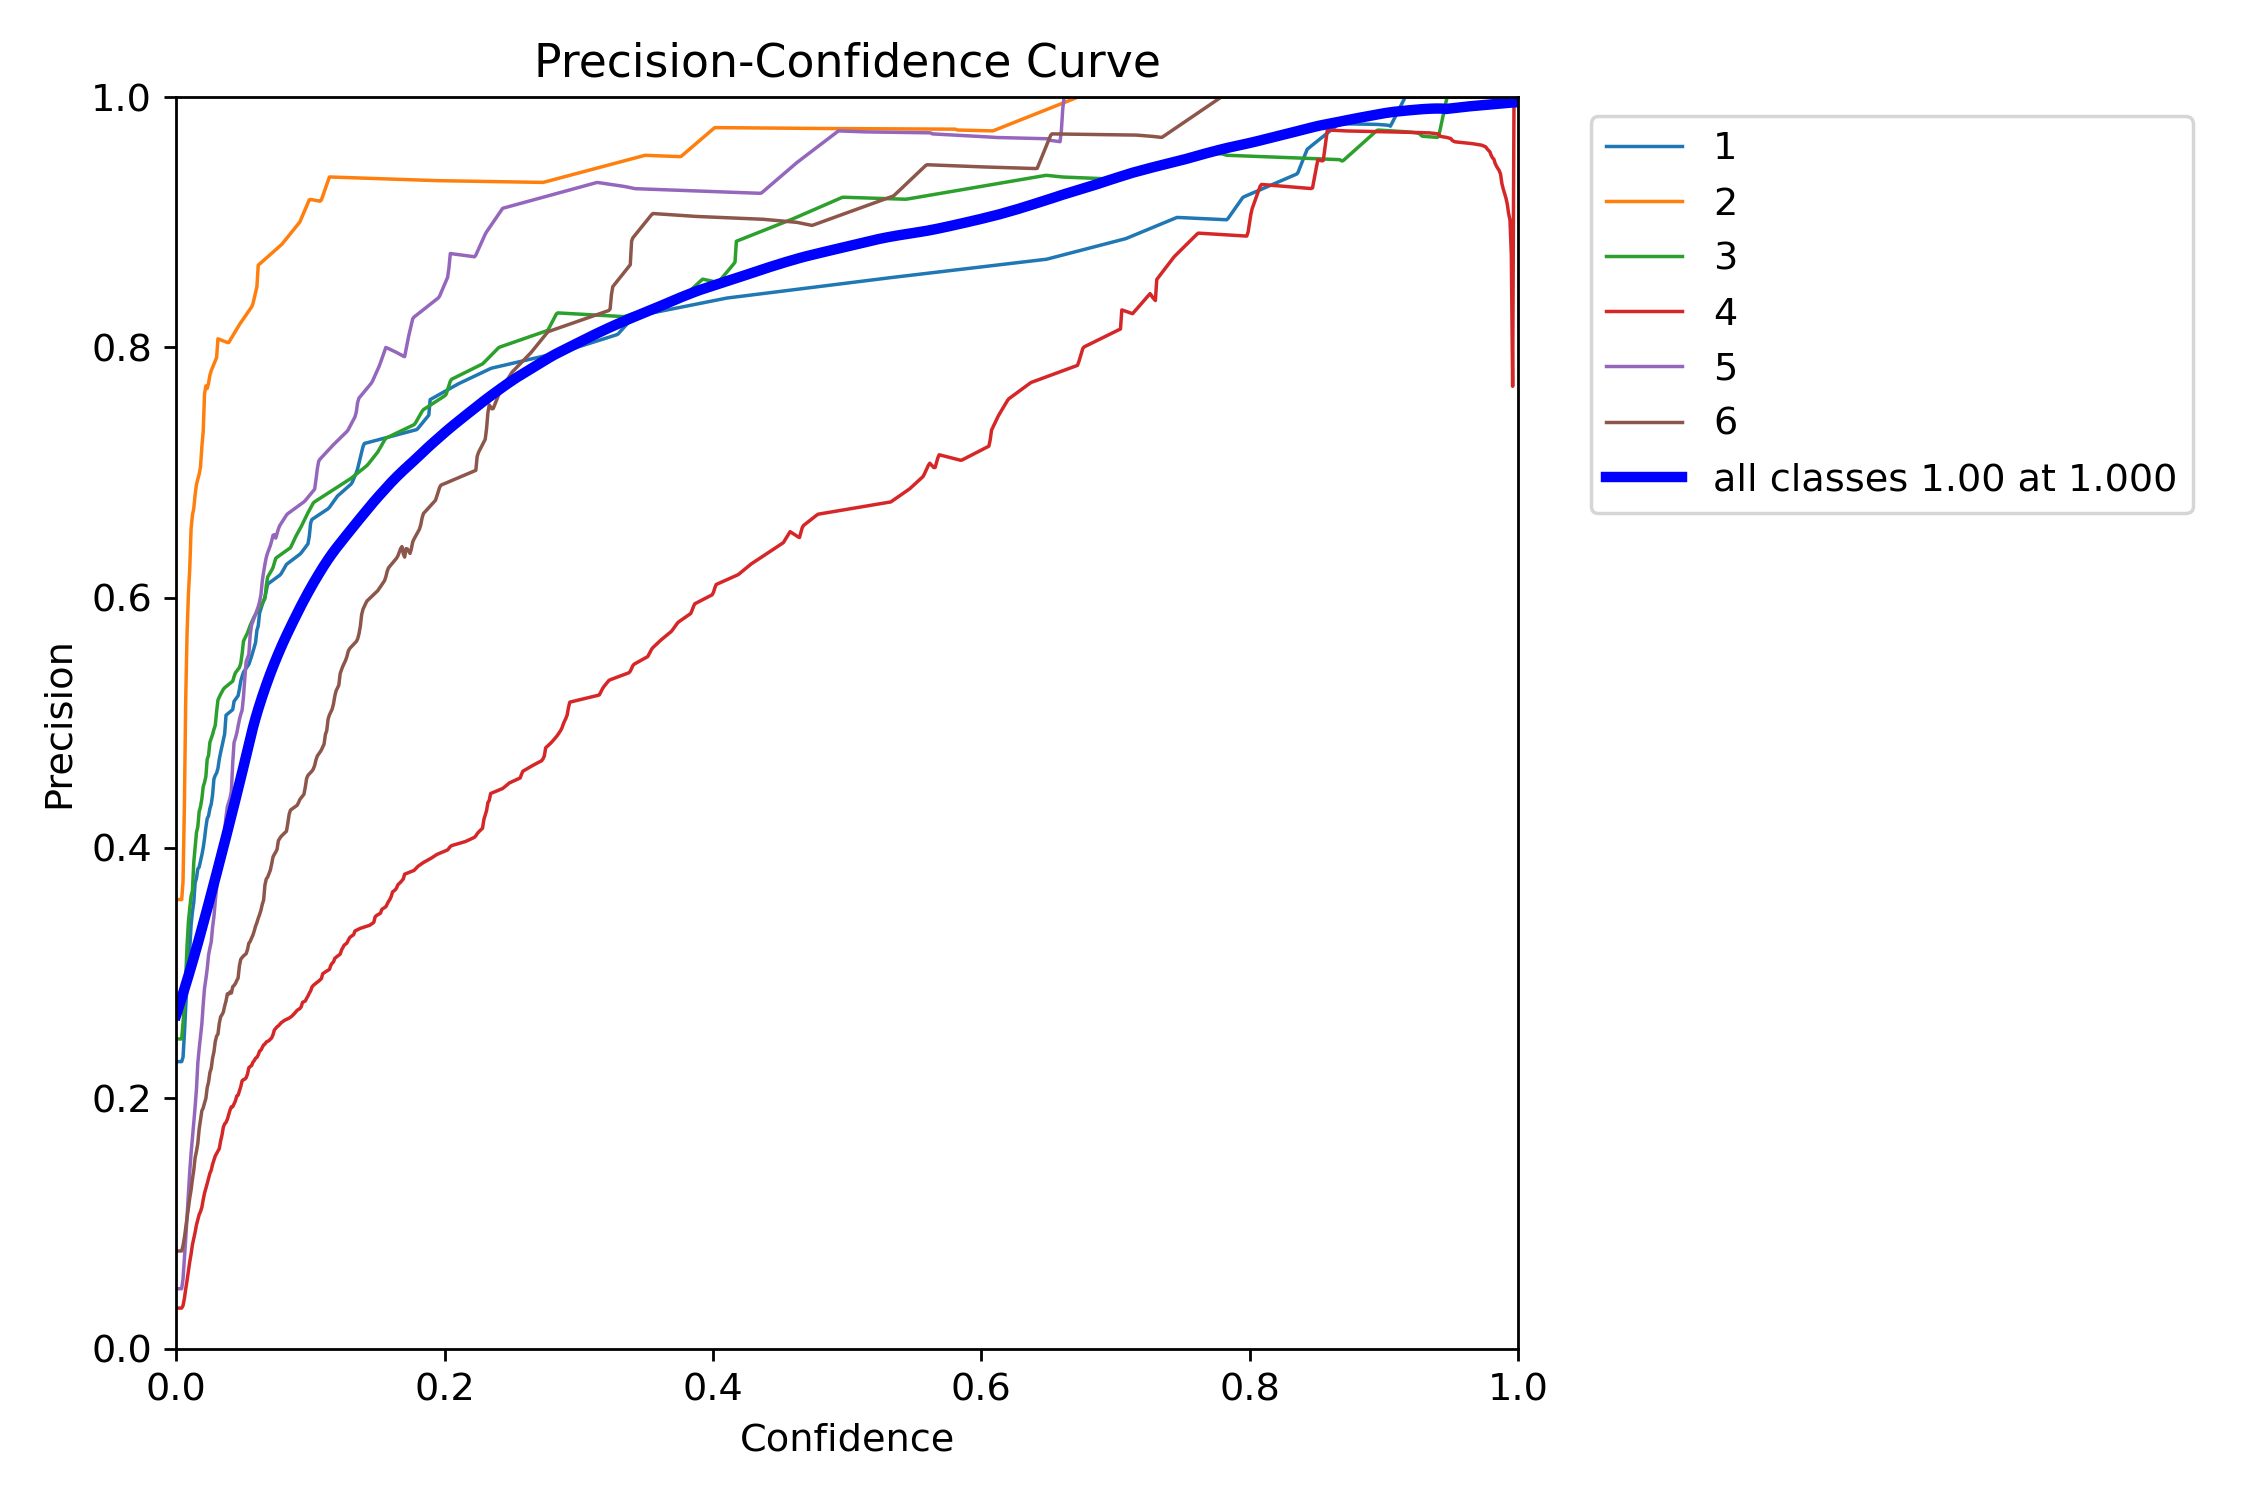 Precision-Confidence Curve
1.0
0.8
0.6
0.4
0.2
0.0
Precision
0.0 0.2 0.4 0.6 0.8 1.0
Confidence
1
2
3
4
5
6
all classes 1.00 at 1.000